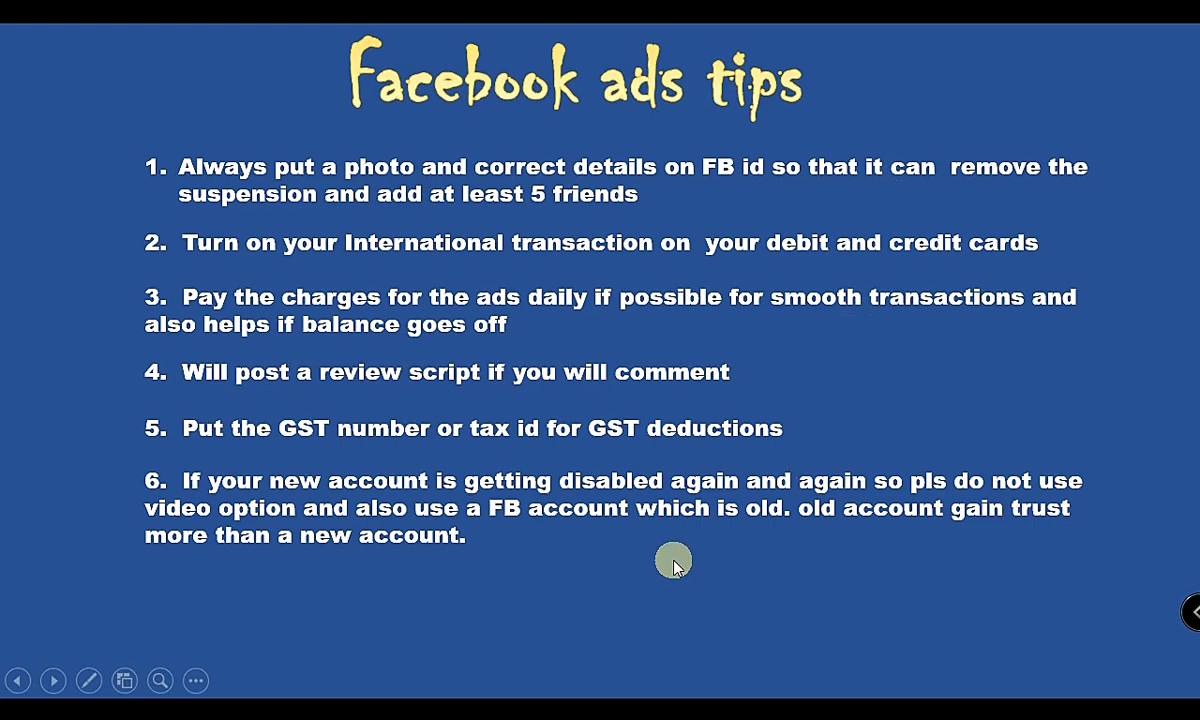 Facebook ads tips
1. Always put a photo and correct details on FB id so that it can remove the
suspension and add at least 5 friends
2. Turn on your International transaction on your debit and credit cards
3. Pay the charges for the ads daily if possible for smooth transactions and
also helps if balance goes off
4. Will post a review script if you will comment
5. Put the GST number or tax id for GST deductions
6. If your new account is getting disabled again and again so pls do not use
video option and also use a FB account which is old. old account gain trust
more than a new account.